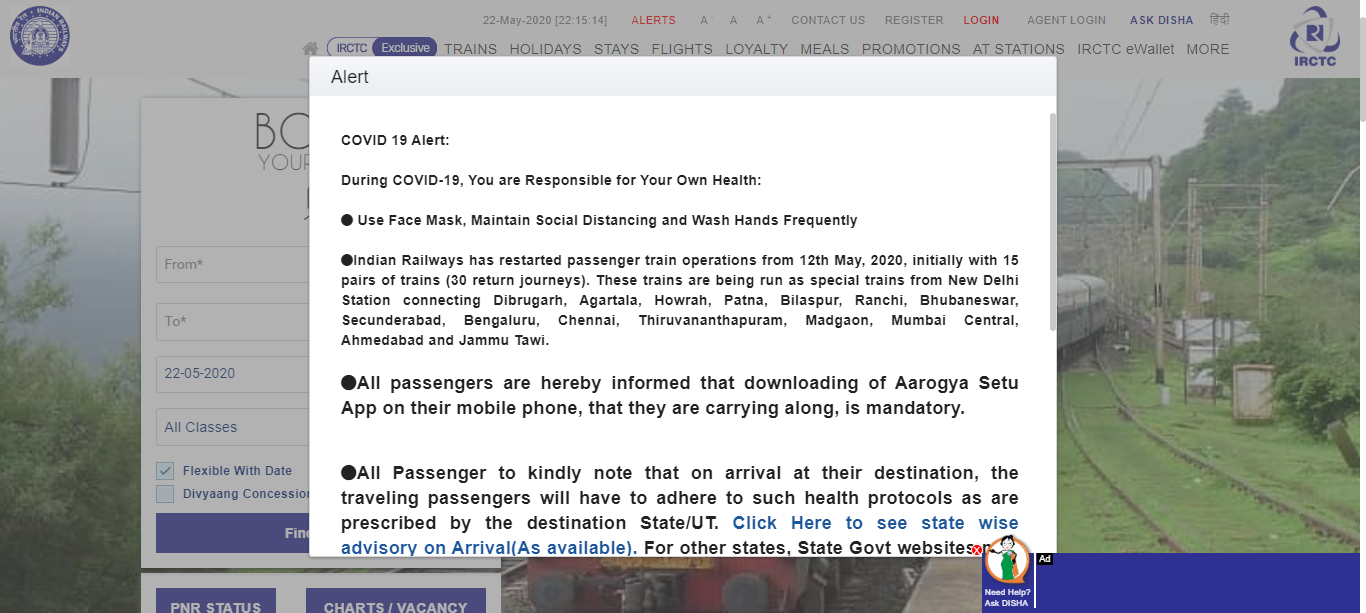 22-May-2020 [22:15:14] ALERTS A- A A+ CONTACT US REGISTER LOGIN AGENT LOGIN ASK DISHA हिंदी
IRCTC Exclusive TRAINS HOLIDAYS STAYS FLIGHTS LOYALTY MEALS PROMOTIONS AT STATIONS IRCTC eWallet MORE
INDIAN RAILWAYS
IRCTC
Alert
YOUR
From*
To*
22-05-2020
All Classes
Flexible With Date
Divyaang Concession
PNR STATUS
CHARTS / VACANCY
COVID 19 Alert:
During COVID-19, You are Responsible for Your Own Health:
● Use Face Mask, Maintain Social Distancing and Wash Hands Frequently
●Indian Railways has restarted passenger train operations from 12th May, 2020, initially with 15
pairs of trains (30 return journeys). These trains are being run as special trains from New Delhi
Station connecting Dibrugarh, Agartala, Howrah, Patna, Bilaspur, Ranchi, Bhubaneswar,
Secunderabad, Bengaluru, Chennai, Thiruvananthapuram, Madgaon, Mumbai Central,
Ahmedabad and Jammu Tawi.
●All passengers are hereby informed that downloading of Aarogya Setu
App on their mobile phone, that they are carrying along, is mandatory.
●All Passenger to kindly note that on arrival at their destination, the
traveling passengers will have to adhere to such health protocols as are
prescribed by the destination State/UT. Click Here to see state wise
advisory on Arrival(As available). For other states, State Govt websites
Need Help?
Ask DISHA
Ad